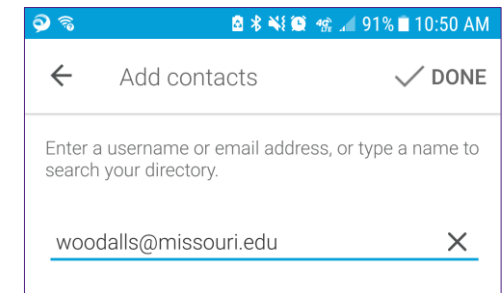 91% 10:50 AM
Add contacts DONE
Enter a username or email address, or type a name to
search your directory.
woodalls@missouri.edu